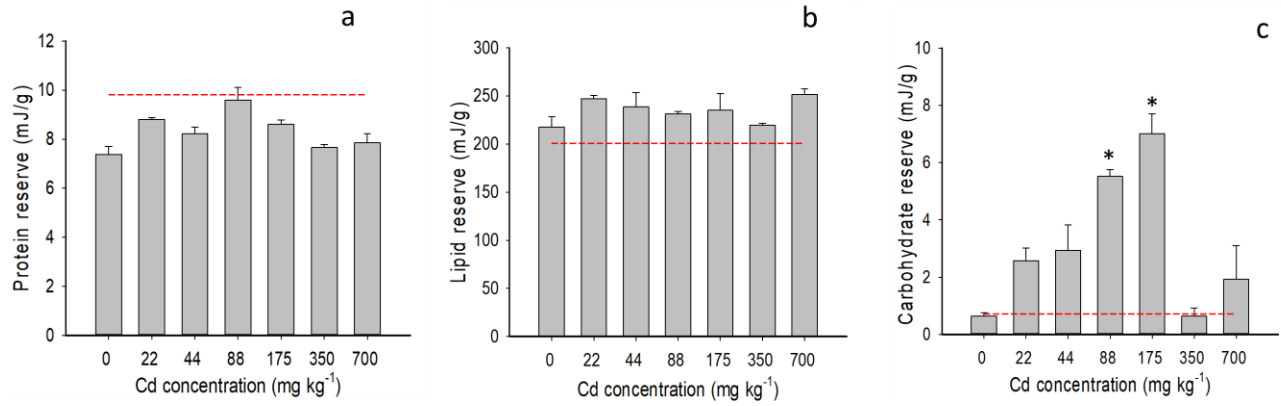 a
Protein reserve (mJ/g)
12
10
8
6
4
2
0
0 22 44 88 175 350 700
Cd concentration (mg kg⁻¹)
b
Lipid reserve (mJ/g)
300
250
200
150
100
50
0
0 22 44 88 175 350 700
Cd concentration (mg kg⁻¹)
c
Carbohydrate reserve (mJ/g)
10
8
6
4
2
0
* *
0 22 44 88 175 350 700
Cd concentration (mg kg⁻¹)